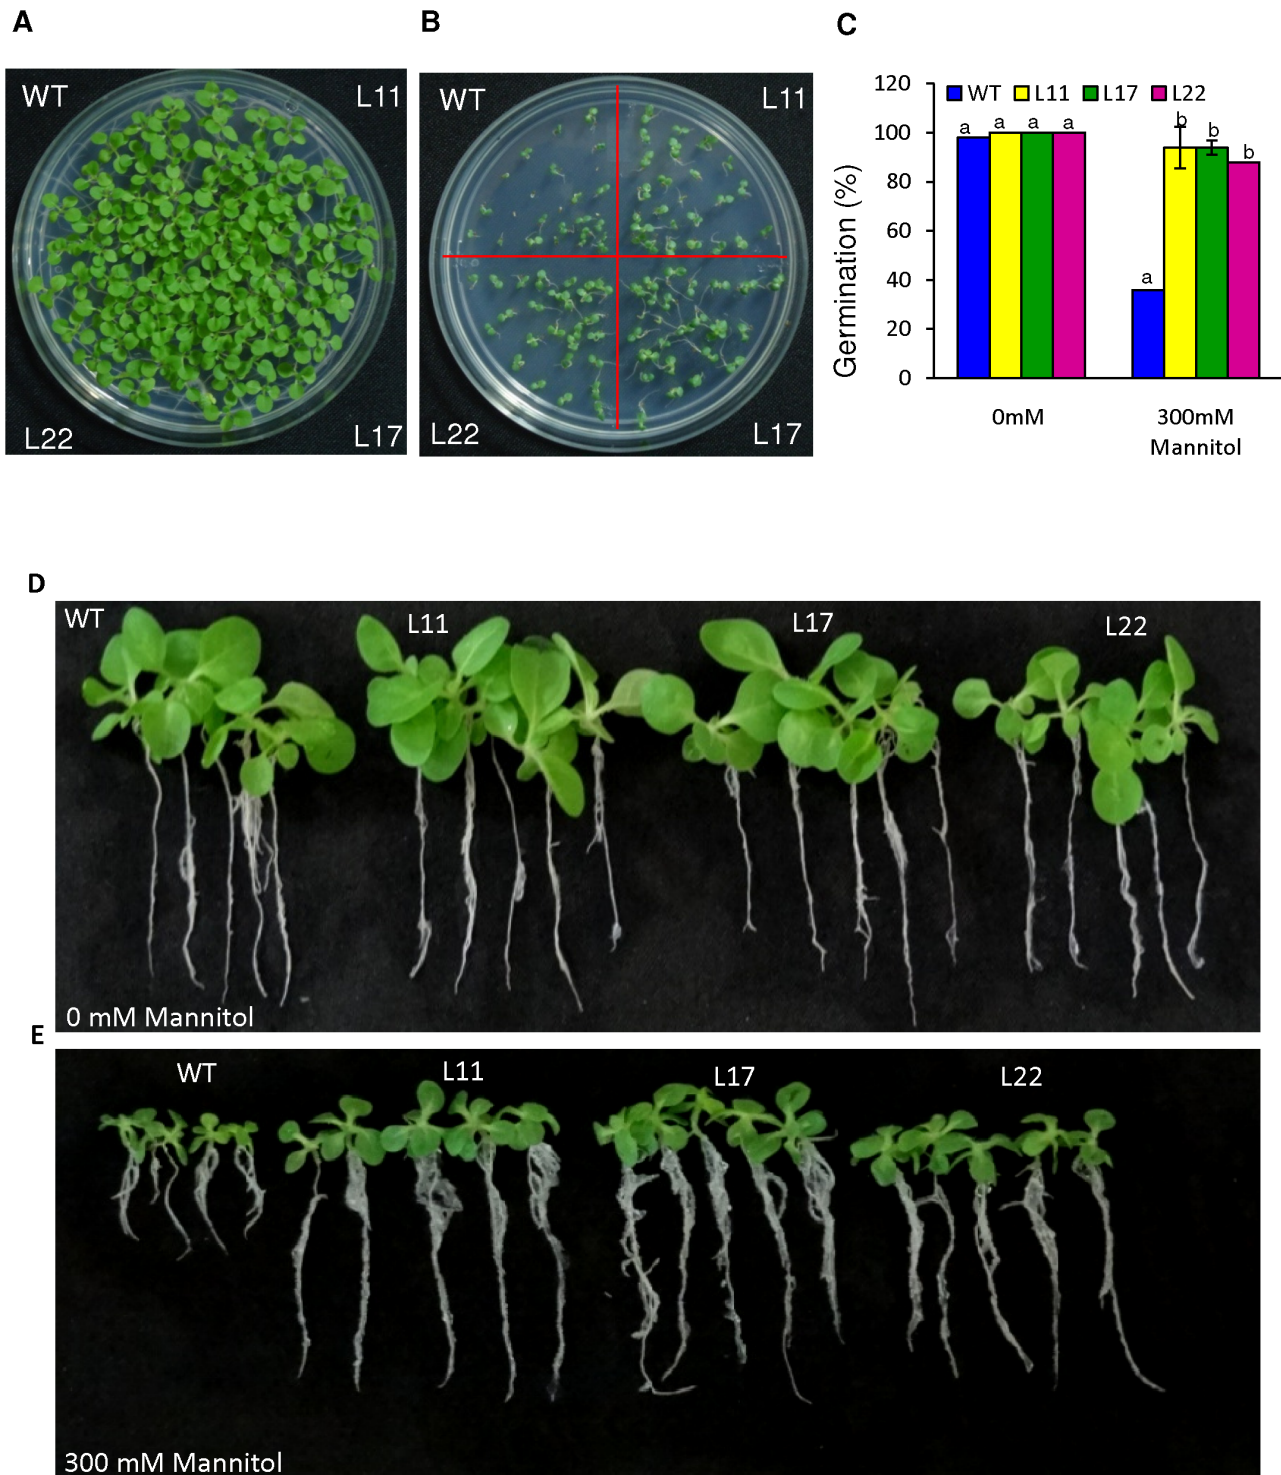 A
B
C
WT
L11
L22
L17
WT
L11
L22
L17
120
100
80
60
40
20
0
Germination (%)
WT L11 L17 L22
a a a a
a b b b
0mM
300mM
Mannitol
D
WT
L11
L17
L22
0 mM Mannitol
E
WT
L11
L17
L22
300 mM Mannitol